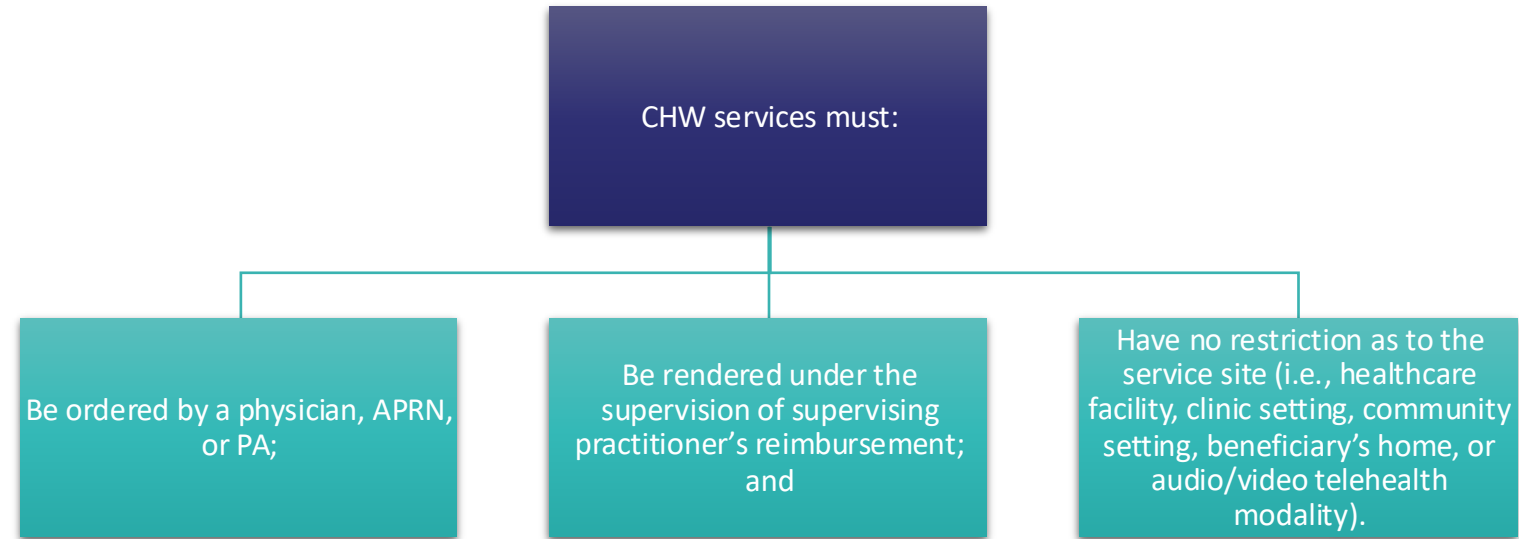 CHW services must:
Be ordered by a physician, APRN,
or PA;
Be rendered under the
supervision of supervising
practitioner’s reimbursement;
and
Have no restriction as to the
service site (i.e., healthcare
facility, clinic setting, community
setting, beneficiary’s home, or
audio/video telehealth
modality).